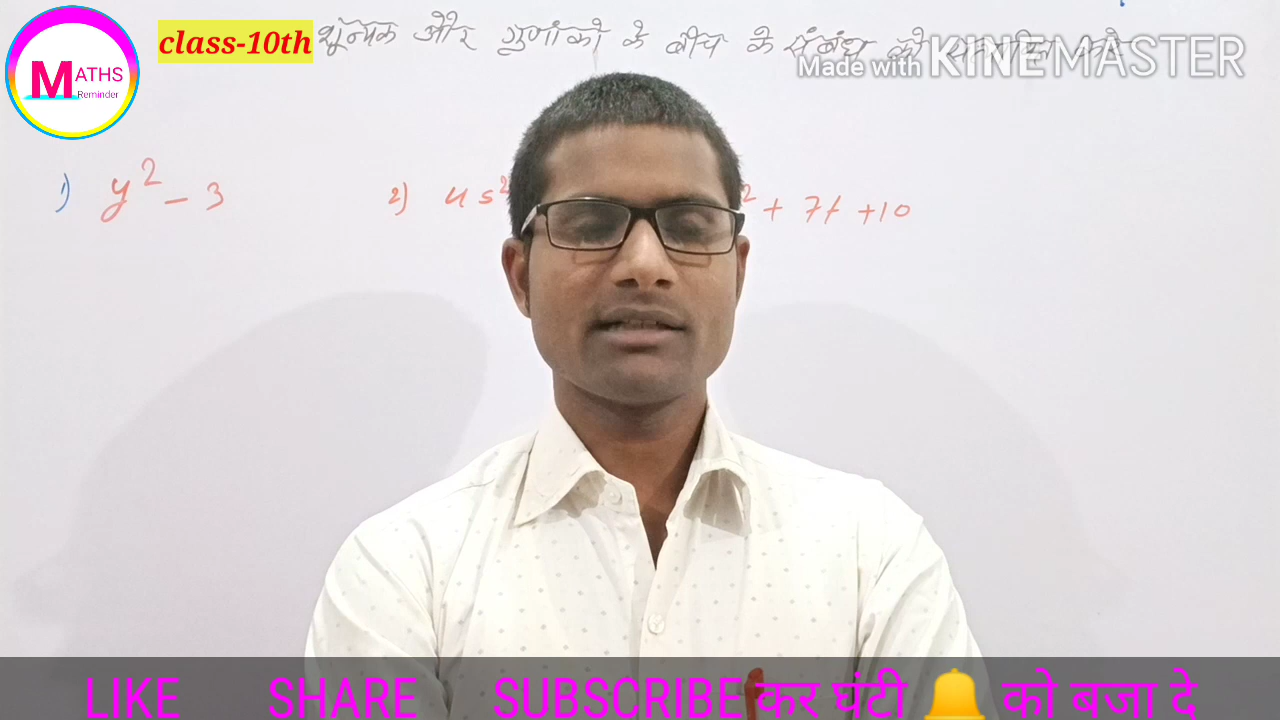 MATHS
Reminder
class-10th
शून्यक और गुणांको के बीच के संबंध की
Made with KINEMASTER
1) y² - 3
2) 4s²
² + 7t + 10
LIKE SHARE SUBSCRIBE कर घंटी 🔔 को बजा दे